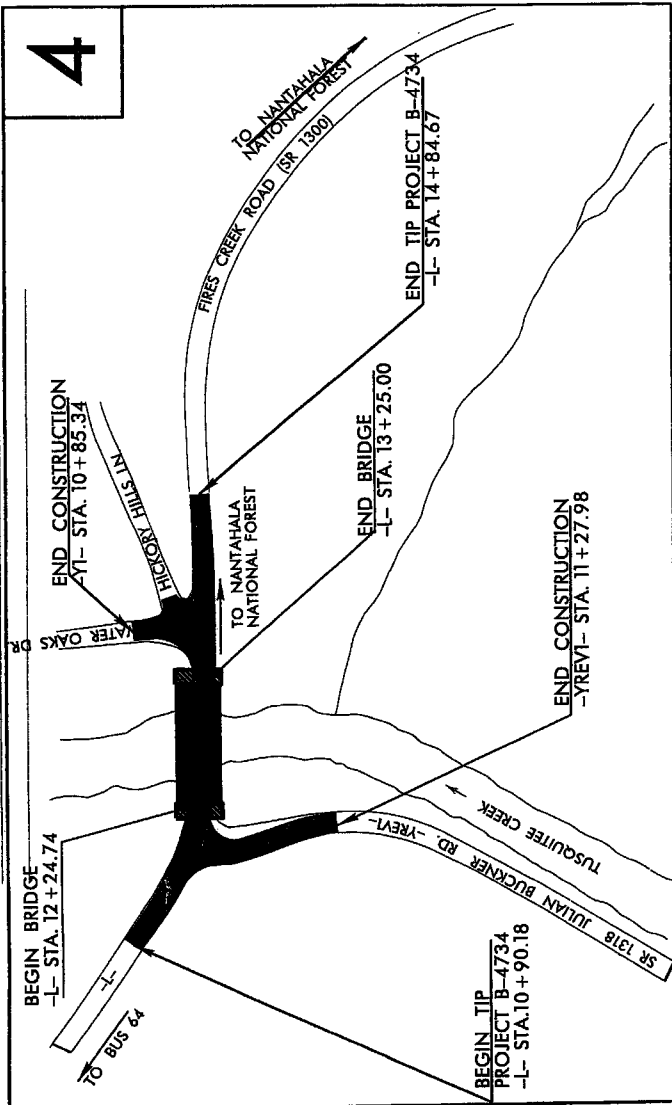 4
TO NANTAHALA
NATIONAL FOREST
FIRES CREEK ROAD (SR 1300)
END TIP PROJECT B-4734
-L- STA. 14+84.67
END CONSTRUCTION
-Y1- STA. 10+85.34
HICKORY HILLS LN.
WATER OAKS DR.
TO NANTAHALA
NATIONAL FOREST
END BRIDGE
-L- STA. 13+25.00
BEGIN BRIDGE
-L- STA. 12+24.74
END CONSTRUCTION
-YREV1- STA. 11+27.98
TUSQUITEE CREEK
SR 1318 JULIAN BUCKNER RD. -YREV1-
-L-
TO BUS 64
BEGIN TIP
PROJECT B-4734
-L- STA.10+90.18